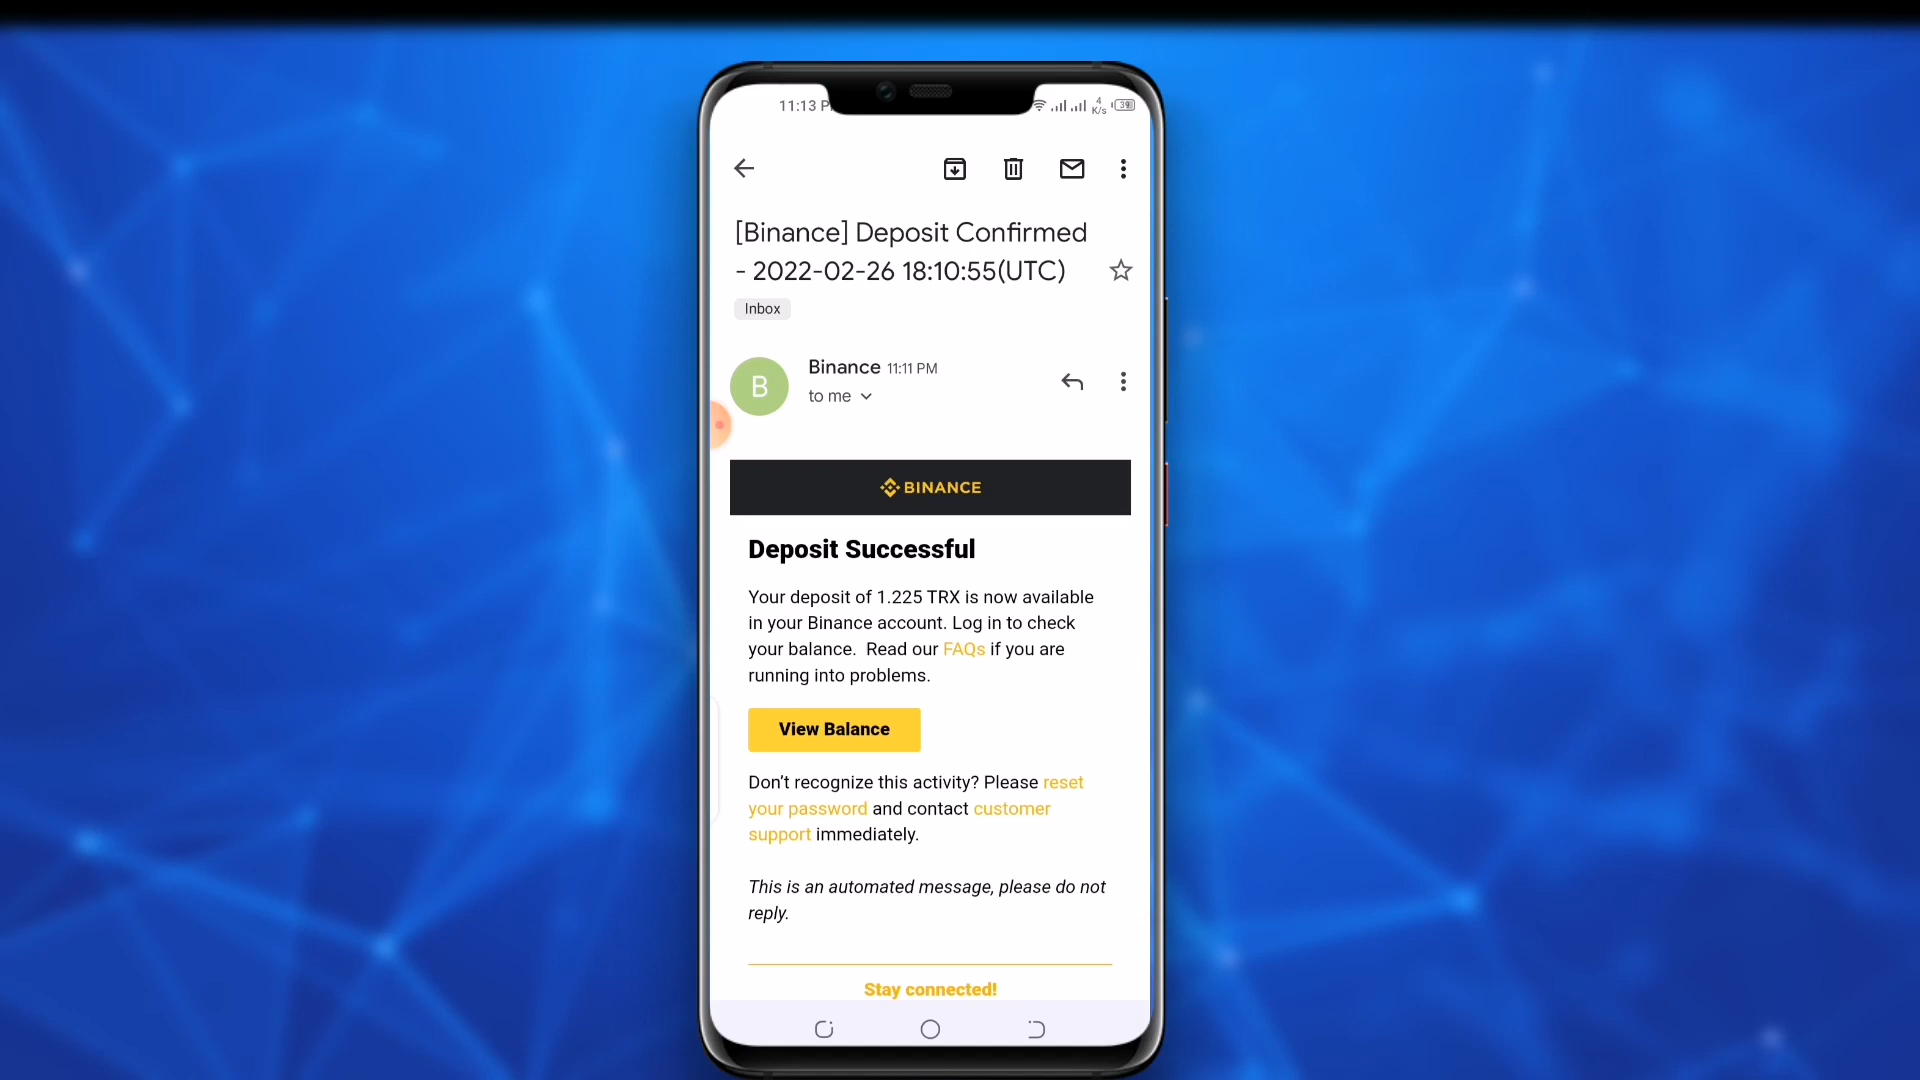 11:13 P
4
K/s
39
[Binance] Deposit Confirmed
- 2022-02-26 18:10:55(UTC)
Inbox
B
Binance 11:11 PM
to me
BINANCE
Deposit Successful
Your deposit of 1.225 TRX is now available
in your Binance account. Log in to check
your balance.  Read our FAQs if you are
running into problems.
View Balance
Don't recognize this activity? Please reset
your password and contact customer
support immediately.
This is an automated message, please do not
reply.
Stay connected!